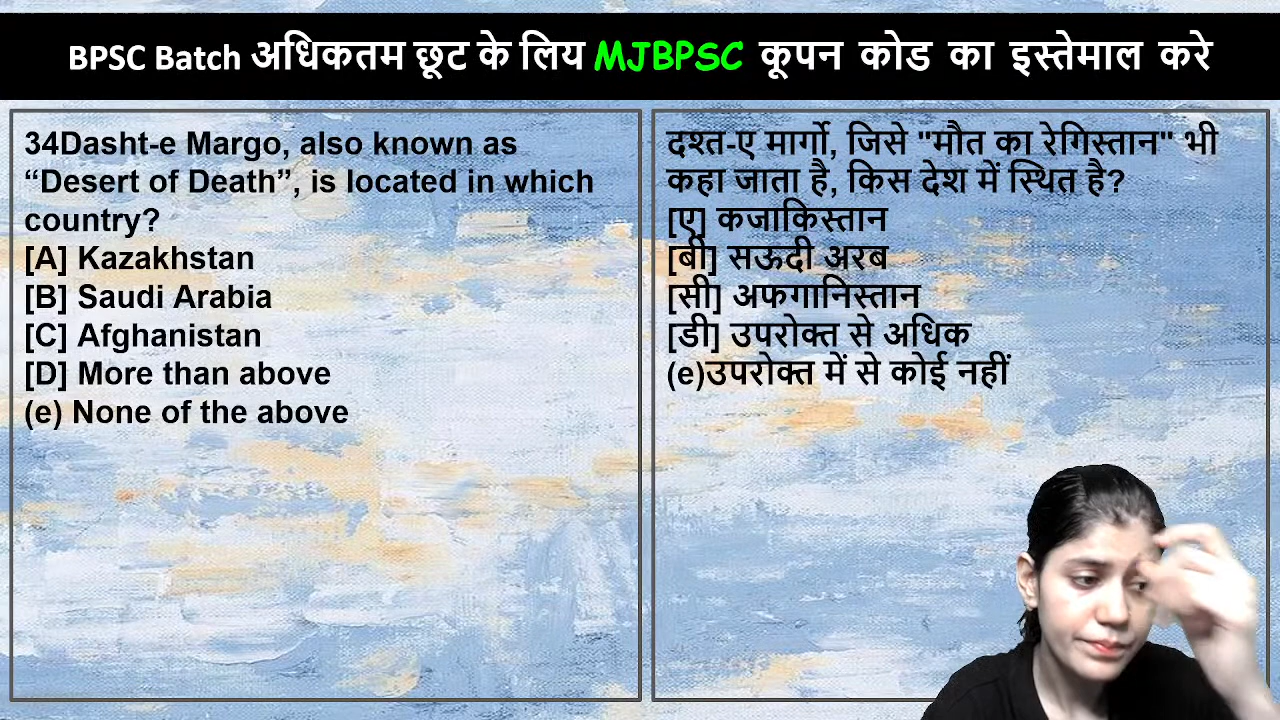 BPSC Batch अधिकतम छूट के लिय MJBPSC कूपन कोड का इस्तेमाल करे
34Dasht-e Margo, also known as
“Desert of Death”, is located in which
country?
[A] Kazakhstan
[B] Saudi Arabia
[C] Afghanistan
[D] More than above
(e) None of the above
दश्त-ए मार्गो, जिसे "मौत का रेगिस्तान" भी
कहा जाता है, किस देश में स्थित है?
[ए] कजाकिस्तान
[बी] सऊदी अरब
[सी] अफगानिस्तान
[डी] उपरोक्त से अधिक
(e)उपरोक्त में से कोई नहीं